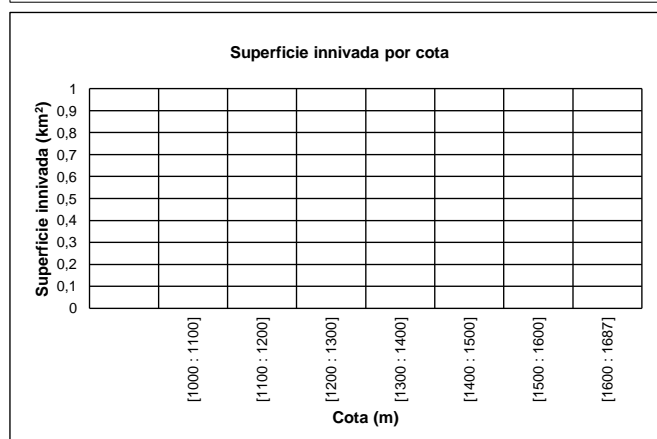 Superficie innivada por cota
Superficie innivada (km²)
1
0,9
0,8
0,7
0,6
0,5
0,4
0,3
0,2
0,1
0
[1000 : 1100]
[1100 : 1200]
[1200 : 1300]
[1300 : 1400]
[1400 : 1500]
[1500 : 1600]
[1600 : 1687]
Cota (m)